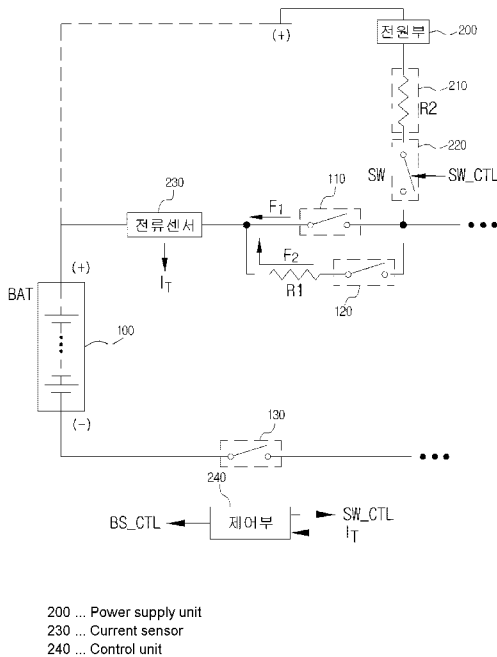 (+)
전원부
200
210
R2
220
SW
SW_CTL
230
전류센서
F1
110
IT
F2
R1
120
(+)
BAT
100
(-)
130
240
BS_CTL
제어부
SW_CTL
IT
200 ... Power supply unit
230 ... Current sensor
240 ... Control unit